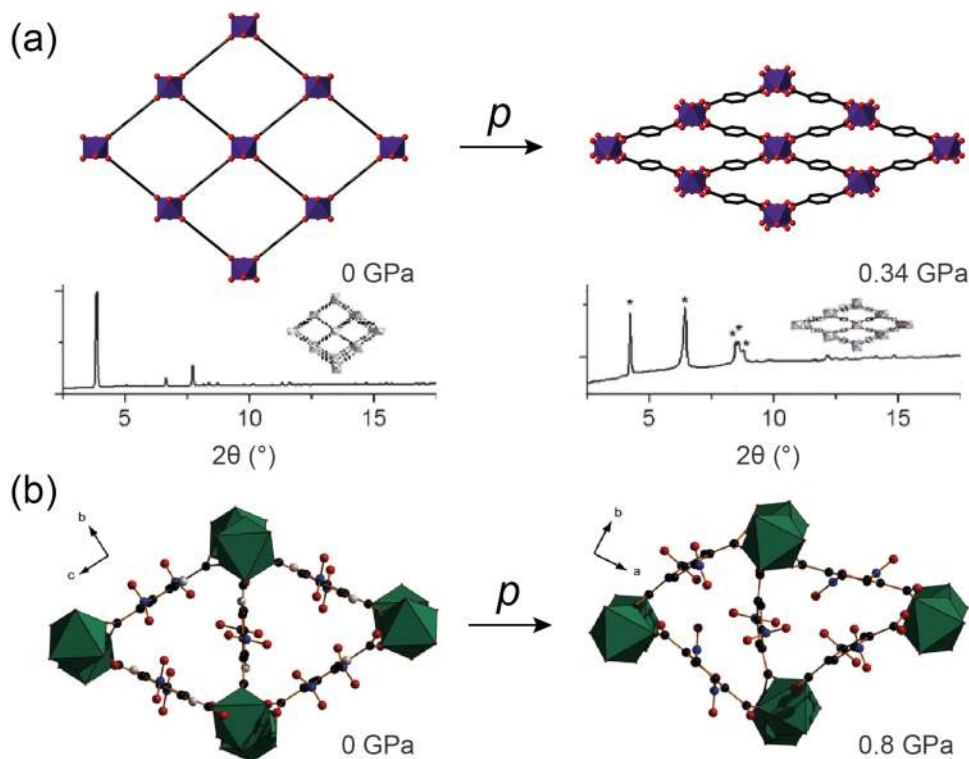 (a)
p
0 GPa
0.34 GPa
* * * * *
5 10 15
5 10 15
2θ (°)
2θ (°)
(b)
b
c
p
b
a
0 GPa
0.8 GPa